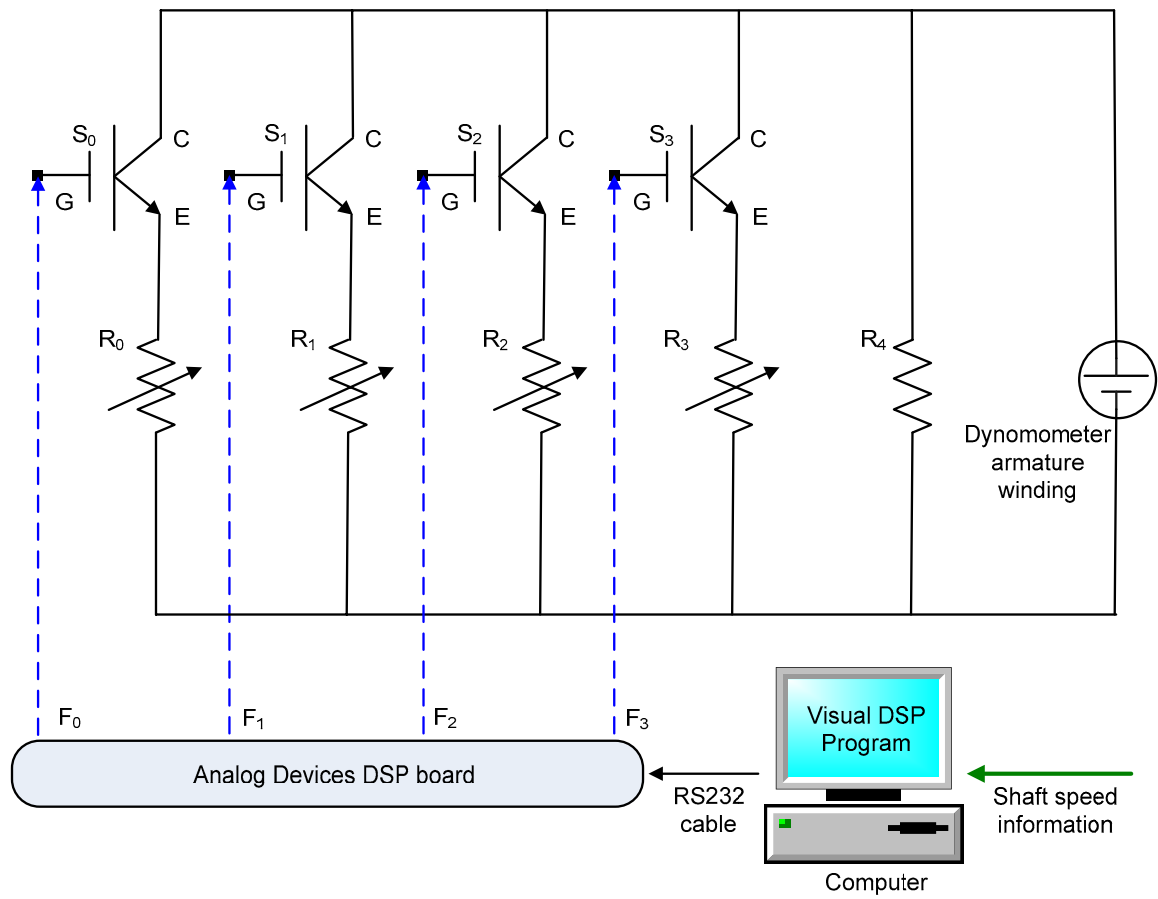 S0 C S1 C S2 C S3 C
G E G E G E G E
R0 R1 R2 R3 R4
Dynomometer
armature
winding
F0 F1 F2 F3
Visual DSP
Program
Analog Devices DSP board
RS232
cable
Shaft speed
information
Computer